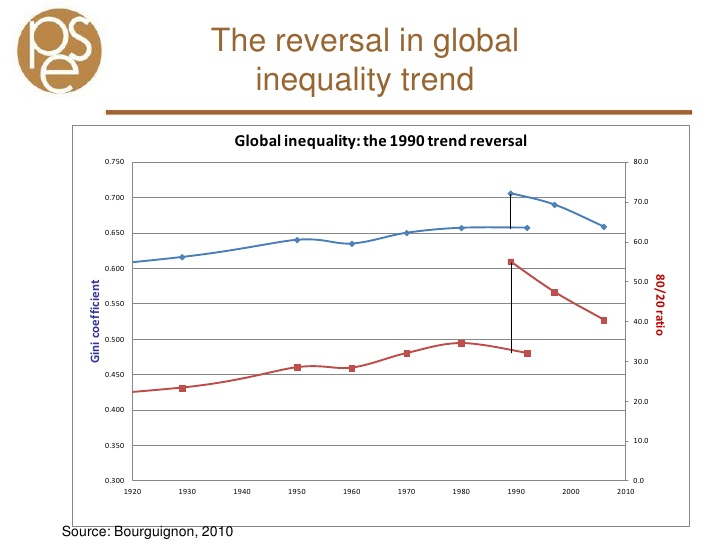 pse
The reversal in global
inequality trend
Global inequality: the 1990 trend reversal
0.750
0.700
0.650
0.600
0.550
0.500
0.450
0.400
0.350
0.300
Gini coefficient
80.0
70.0
60.0
50.0
40.0
30.0
20.0
10.0
0.0
80/20 ratio
1920 1930 1940 1950 1960 1970 1980 1990 2000 2010
Source: Bourguignon, 2010